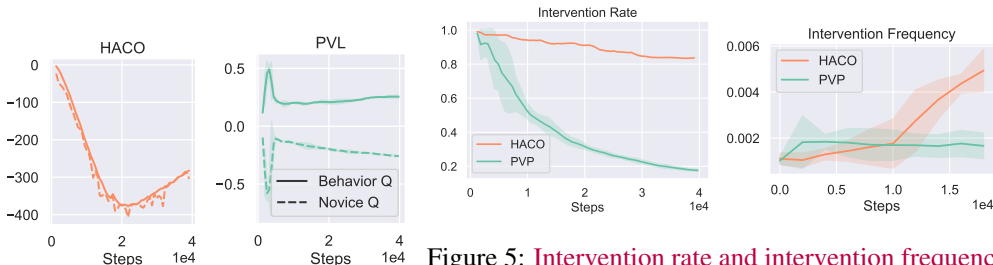 HACO
0
−100
−200
−300
−400
0
2
4
Steps
1e4
PVL
0.5
0.0
−0.5
Behavior Q
Novice Q
0
2
4
Steps
1e4
Intervention Rate
1.0
0.8
0.6
0.4
0.2
HACO
PVP
0
1
2
3
4
Steps
1e4
Intervention Frequency
0.006
0.004
0.002
HACO
PVP
0.0
0.5
1.0
1.5
Steps
1e4
Figure 5: Intervention rate and intervention frequenc